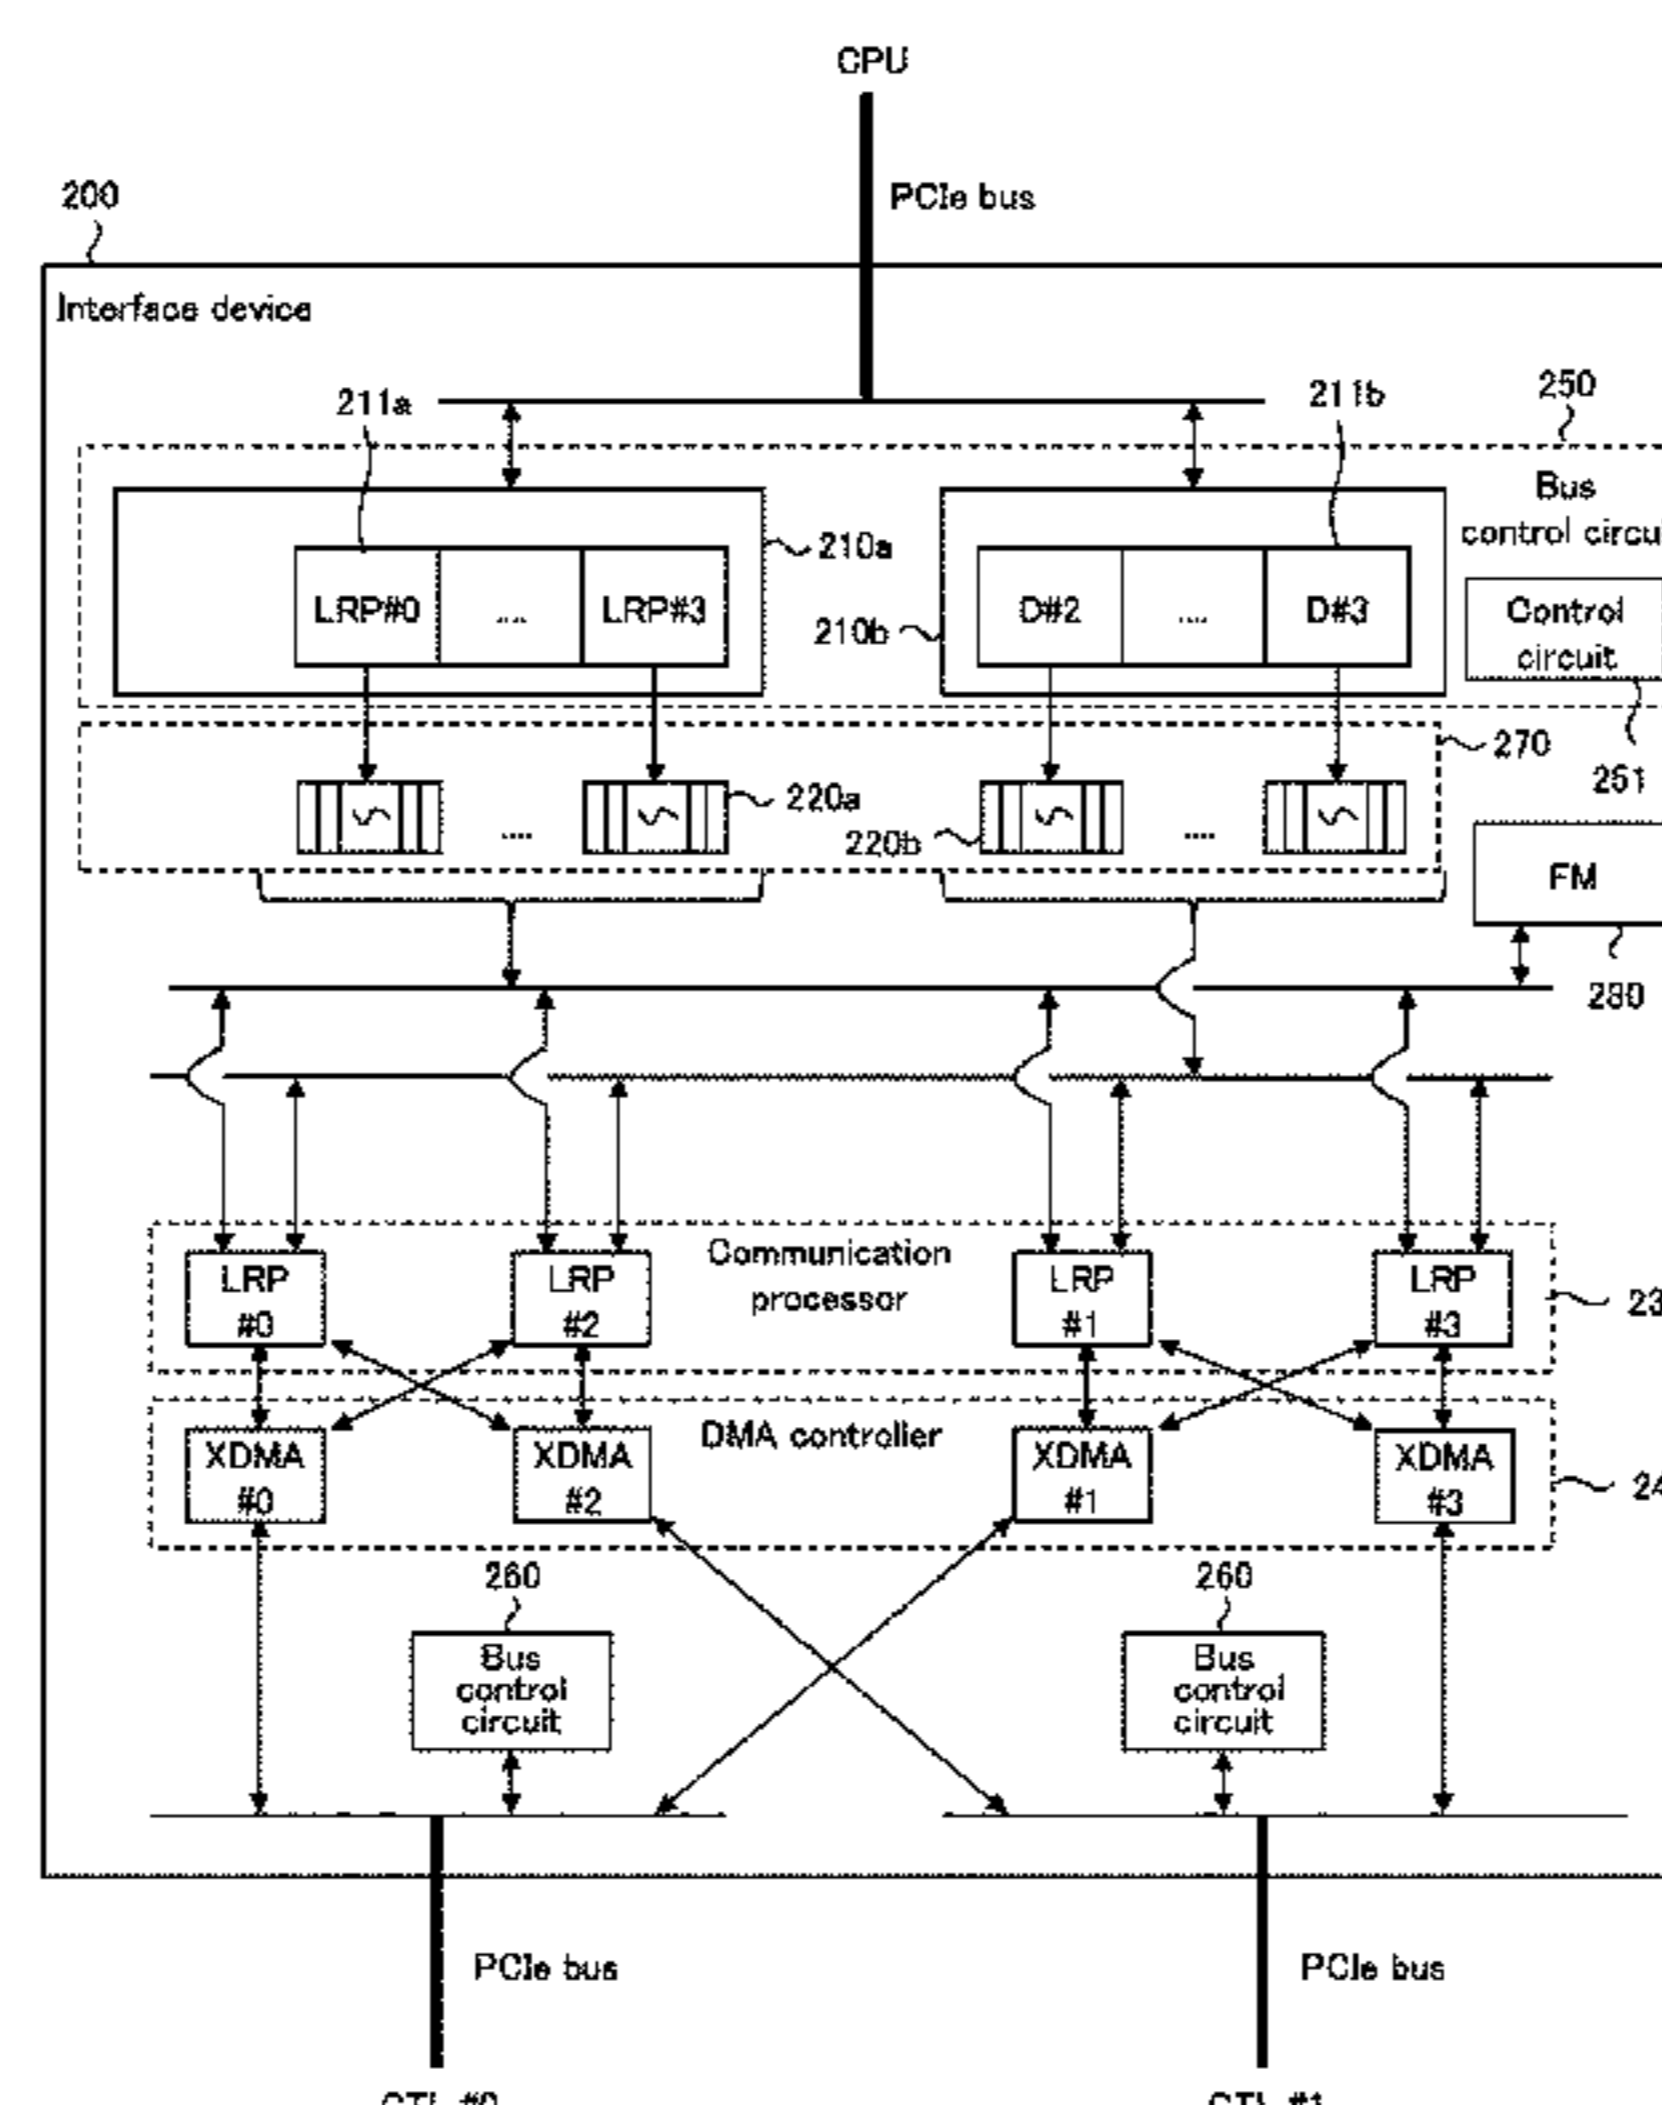 CPU
PCIe bus
200
Interface device
211a
211b
250
Bus
control
210a
LRP#0 .... LRP#3
210b
D#2 .... D#3
Control
circuit
270
251
220a
220b
....
....
FM
280
LRP
#0
LRP
#2
Communication
processor
LRP
#1
LRP
#3
XDMA
#0
XDMA
#2
DMA controller
XDMA
#1
XDMA
#3
260
260
Bus
control
circuit
Bus
control
circuit
PCIe bus
PCIe bus